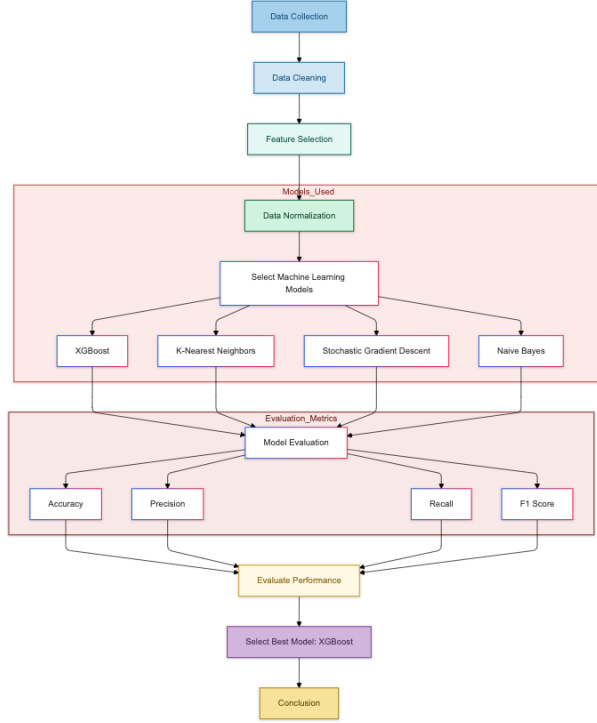 Data Collection
Data Cleaning
Feature Selection
Models_Used
Data Normalization
Select Machine Learning
Models
XGBoost
K-Nearest Neighbors
Stochastic Gradient Descent
Naive Bayes
Evaluation_Metrics
Model Evaluation
Accuracy
Precision
Recall
F1 Score
Evaluate Performance
Select Best Model: XGBoost
Conclusion